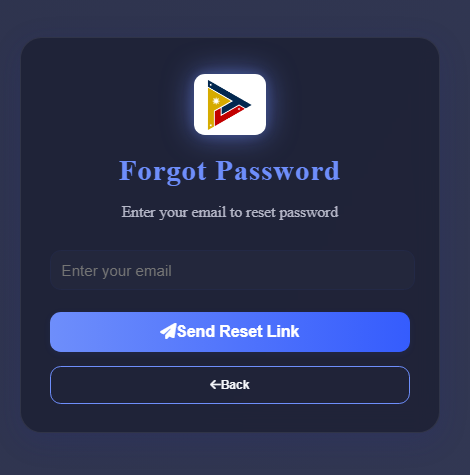 Forgot Password
Enter your email to reset password
Enter your email
Send Reset Link
Back